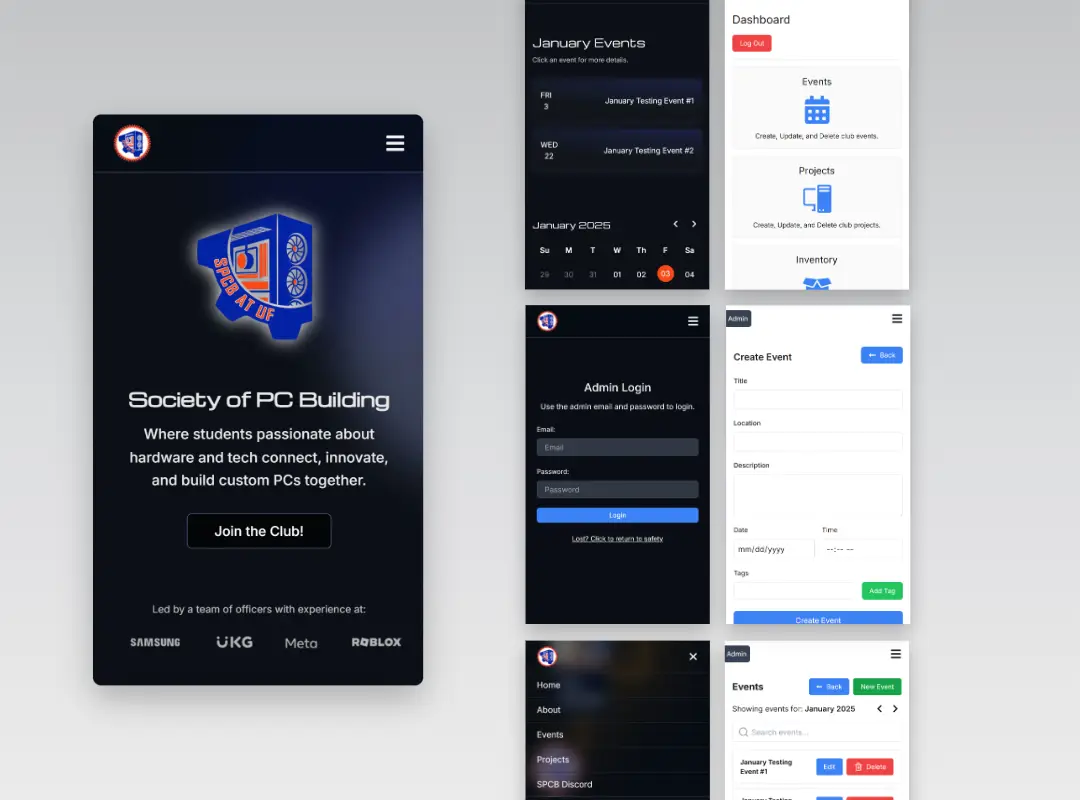 SPCB AT UF
Society of PC Building
Where students passionate about
hardware and tech connect, innovate,
and build custom PCs together.
Join the Club!
Led by a team of officers with experience at:
SAMSUNG UKG Meta ROBLOX
January Events
Click an event for more details.
FRI
3
January Testing Event #1
WED
22
January Testing Event #2
January 2025
Su M T W Th F Sa
29 30 31 01 02 03 04
Dashboard
Log Out
Events
Create, Update, and Delete club events.
Projects
Create, Update, and Delete club projects.
Inventory
Admin Login
Use the admin email and password to login.
Email:
Email
Password:
Password
Login
Lost? Click to return to safety
Admin
Create Event
← Back
Title
Location
Description
Date Time
mm/dd/yyyy --:-- --
Tags
Add Tag
Create Event
Home
About
Events
Projects
SPCB Discord
Admin
Events
← Back
New Event
Showing events for: January 2025
Search events...
January Testing
Event #1
Edit
Delete
January Testing